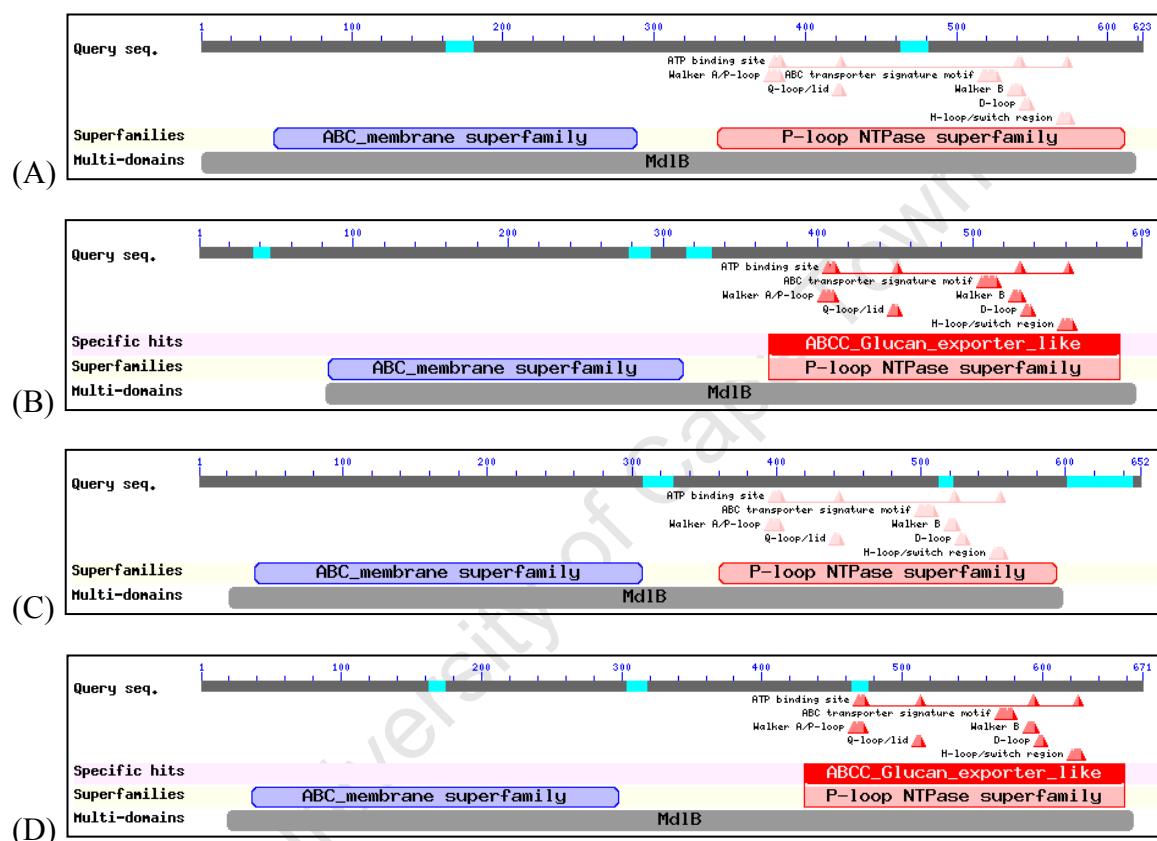 (A)
1 100 200 300 400 500 600 623
Query seq.
ATP binding site
Walker A/P-loop ABC transporter signature motif
Q-loop/lid Walker B
D-loop
H-loop/switch region
Superfamilies ABC_membrane superfamily P-loop NTPase superfamily
Multi-domains MdlB
(B)
1 100 200 300 400 500 609
Query seq.
ATP binding site
ABC transporter signature motif
Walker A/P-loop Walker B
Q-loop/lid D-loop
H-loop/switch region
Specific hits ABCC_Glucan_exporter_like
Superfamilies ABC_membrane superfamily P-loop NTPase superfamily
Multi-domains MdlB
(C)
1 100 200 300 400 500 600 652
Query seq.
ATP binding site
ABC transporter signature motif
Walker A/P-loop Walker B
Q-loop/lid D-loop
H-loop/switch region
Superfamilies ABC_membrane superfamily P-loop NTPase superfamily
Multi-domains MdlB
(D)
1 100 200 300 400 500 600 671
Query seq.
ATP binding site
ABC transporter signature motif
Walker A/P-loop Walker B
Q-loop/lid D-loop
H-loop/switch region
Specific hits ABCC_Glucan_exporter_like
Superfamilies ABC_membrane superfamily P-loop NTPase superfamily
Multi-domains MdlB